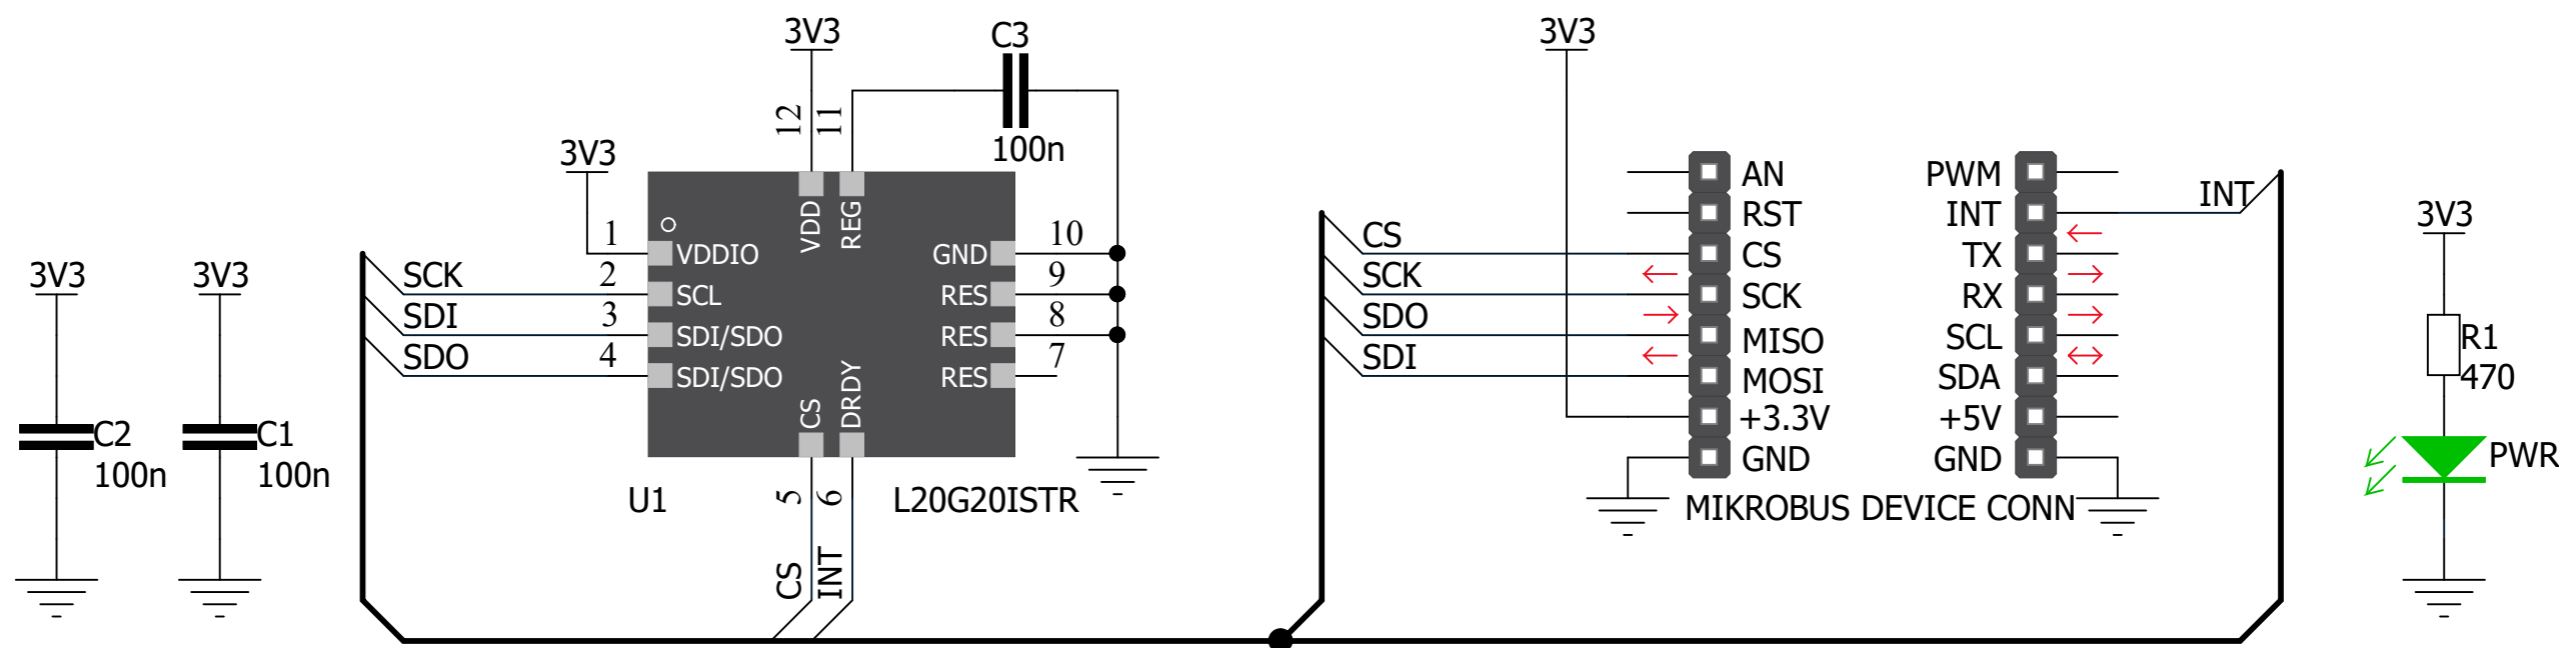 3V3
C2
100n
3V3
C1
100n
3V3
3V3
C3
100n
12
11
1
2
3
4
5
6
7
8
9
10
VDDIO
SCL
SDI/SDO
SDI/SDO
VDD
REG
GND
RES
RES
RES
CS
DRDY
SCK
SDI
SDO
CS
INT
U1
L20G20ISTR
3V3
CS
SCK
SDO
SDI
AN
RST
CS
SCK
MISO
MOSI
+3.3V
GND
PWM
INT
TX
RX
SCL
SDA
+5V
GND
INT
MIKROBUS DEVICE CONN
3V3
R1
470
PWR